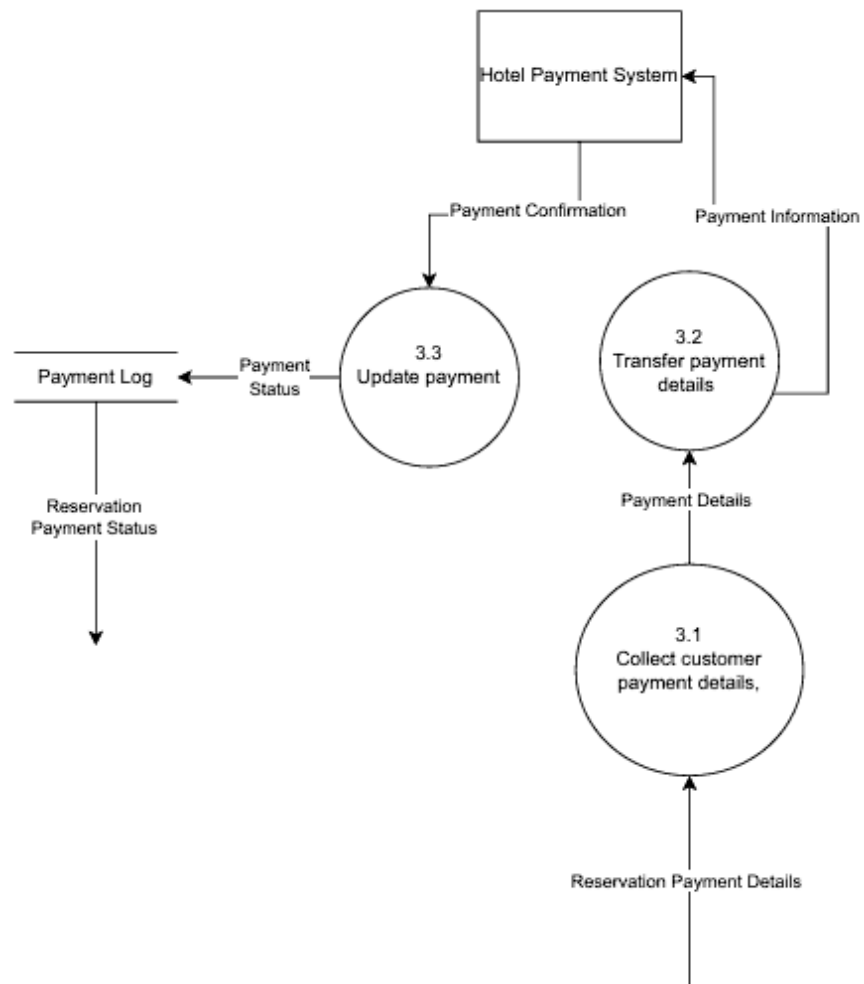 Hotel Payment System
Payment Confirmation
Payment Information
3.2
Transfer payment
details
3.3
Update payment
Payment
Status
Payment Log
Payment Details
Reservation
Payment Status
3.1
Collect customer
payment details,
Reservation Payment Details